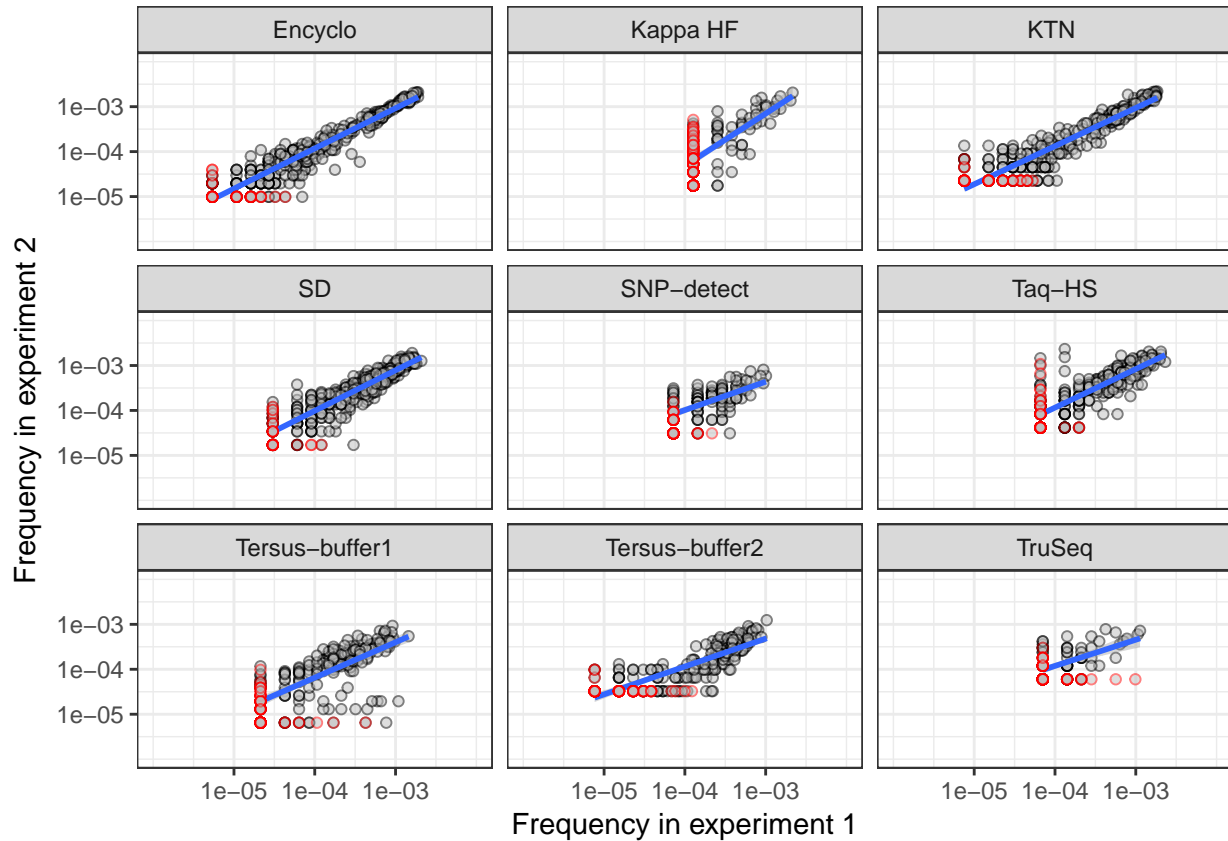 Encyclo
Kappa HF
KTN
1e−03
1e−04
1e−05
SD
SNP−detect
Taq−HS
1e−03
1e−04
1e−05
Tersus−buffer1
Tersus−buffer2
TruSeq
1e−03
1e−04
1e−05
1e−05 1e−04 1e−03
1e−05 1e−04 1e−03
1e−05 1e−04 1e−03
Frequency in experiment 1
Frequency in experiment 2